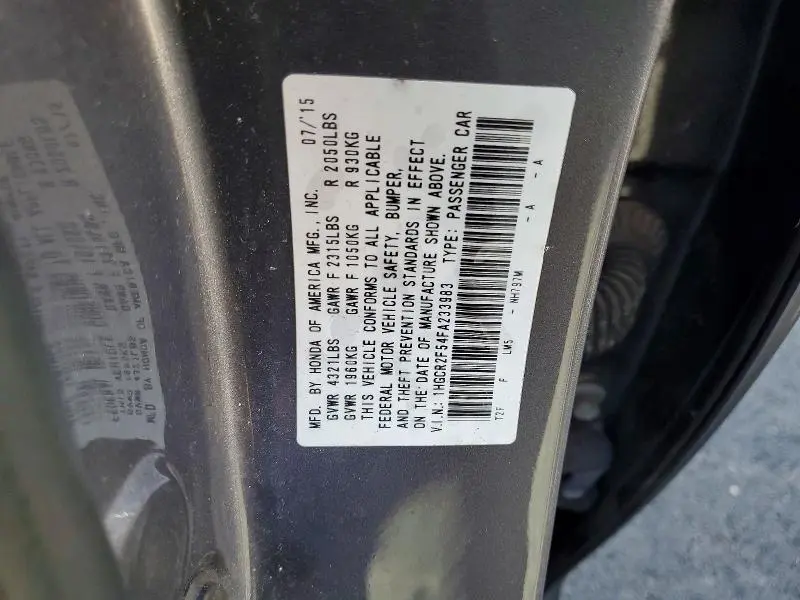 MFD. BY HONDA OF AMERICA MFG., INC. 07/'15
GVWR 4321LBS GAWR F 2315LBS R 2050LBS
GVWR 1960KG GAWR F 1050KG R 930KG
THIS VEHICLE CONFORMS TO ALL APPLICABLE
FEDERAL MOTOR VEHICLE SAFETY, BUMPER,
AND THEFT PREVENTION STANDARDS IN EFFECT
ON THE DATE OF MANUFACTURE SHOWN ABOVE.
V.I.N.: 1HGCR2F54FA233983 TYPE: PASSENGER CAR
T2F F LM5 - NH797M - A - A